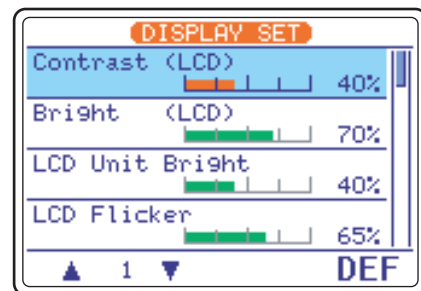 DISPLAY SET
Contrast (LCD)
40%
Bright (LCD)
70%
LCD Unit Bright
40%
LCD Flicker
65%
▲ 1 ▼ DEF